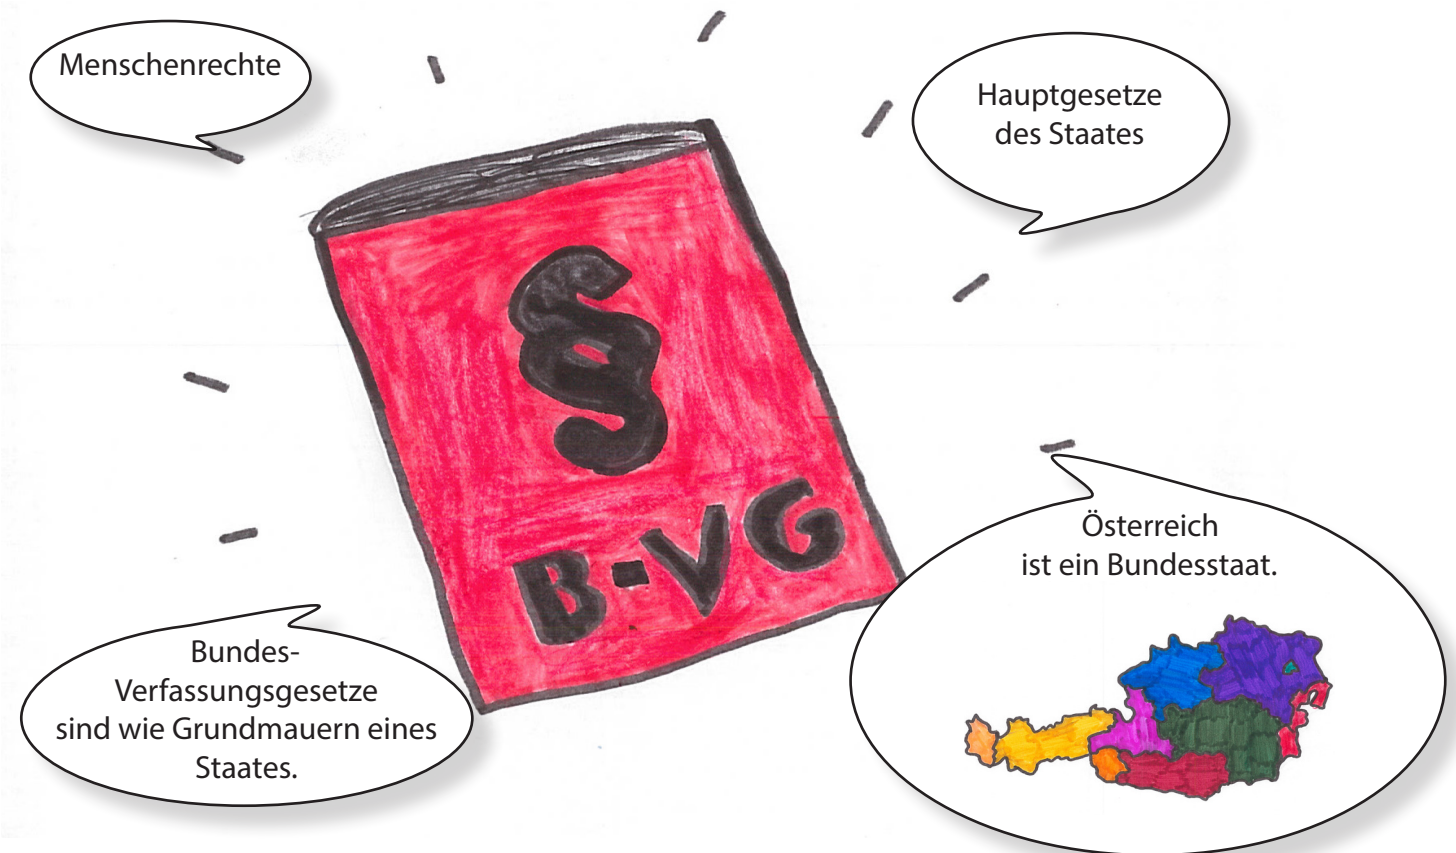 Menschenrechte
Hauptgesetze
des Staates
§
B-VG
Österreich
ist ein Bundesstaat.
Bundes-
Verfassungsgesetze
sind wie Grundmauern eines
Staates.